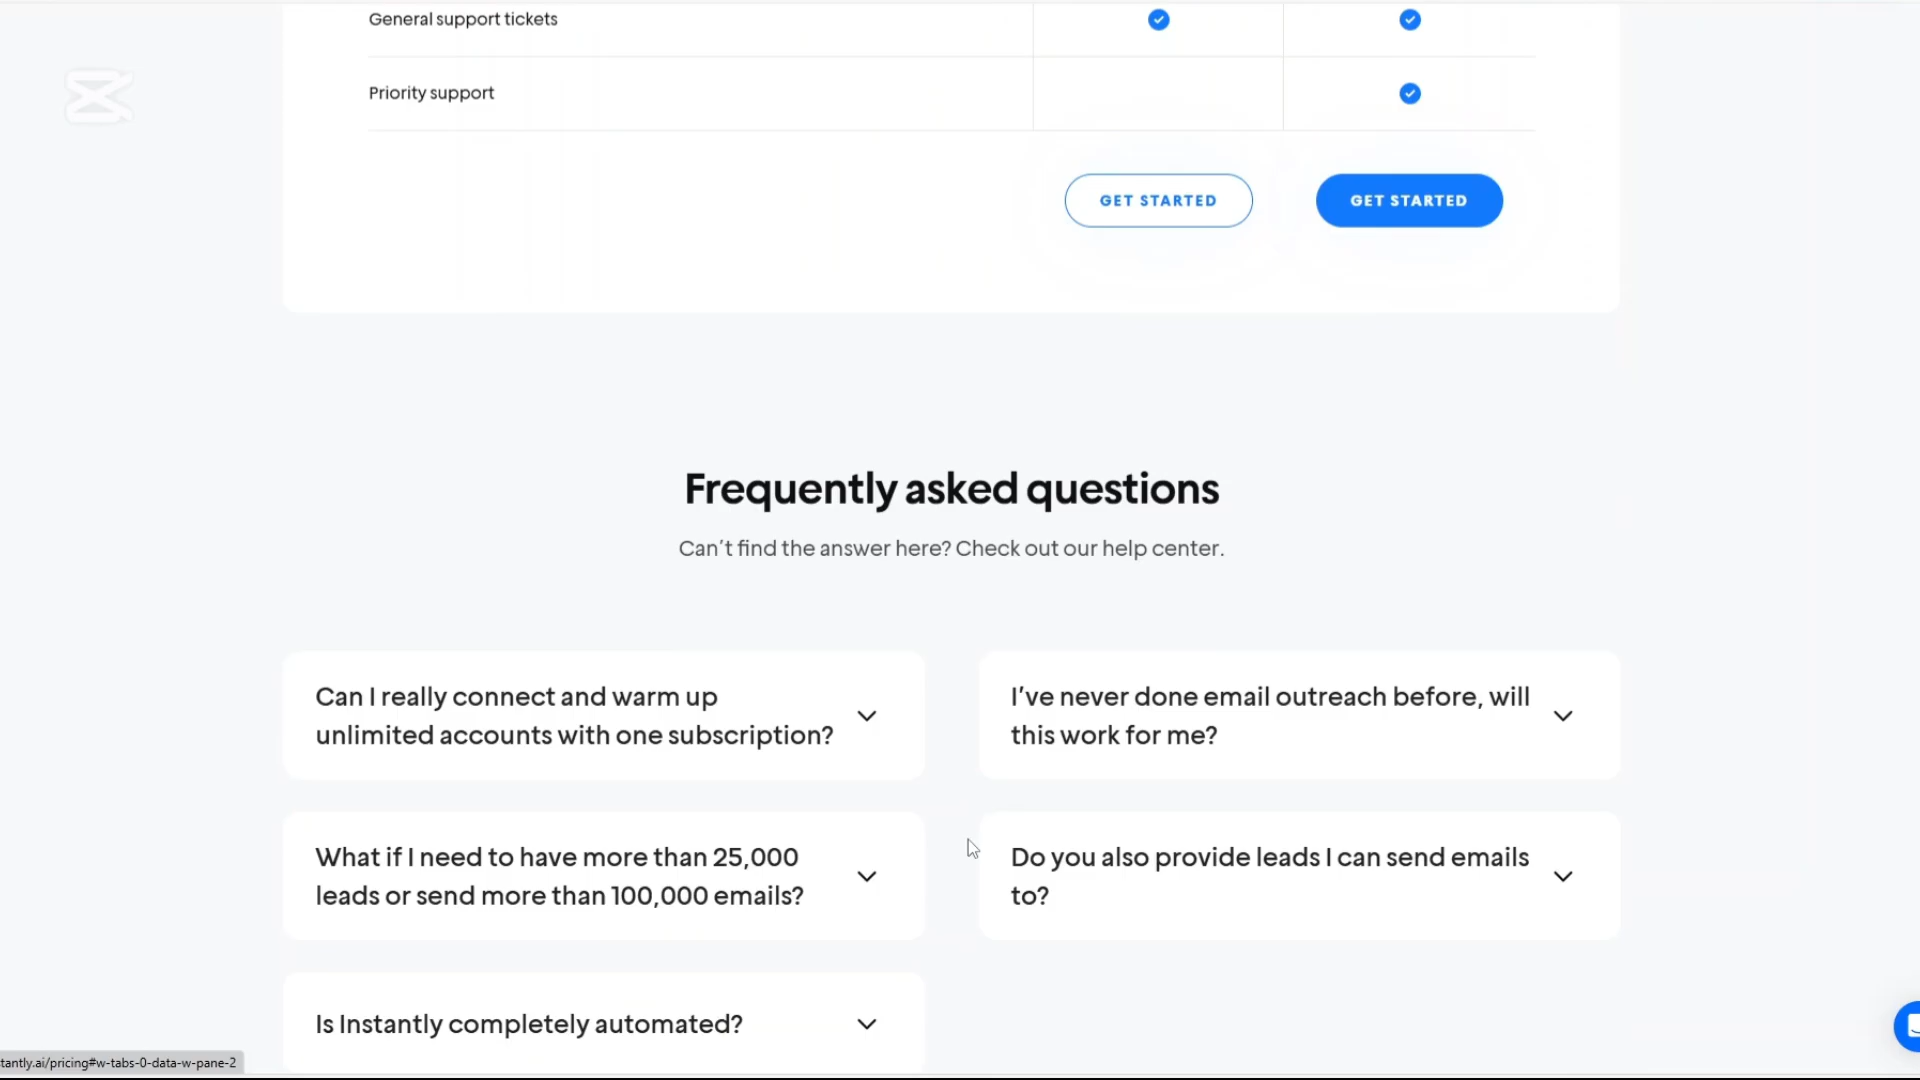 General support tickets
Priority support
GET STARTED
GET STARTED
Frequently asked questions
Can't find the answer here? Check out our help center.
Can I really connect and warm up
unlimited accounts with one subscription?
I've never done email outreach before, will
this work for me?
What if I need to have more than 25,000
leads or send more than 100,000 emails?
Do you also provide leads I can send emails
to?
Is Instantly completely automated?
tantly.ai/pricing#w-tabs-0-data-w-pane-2